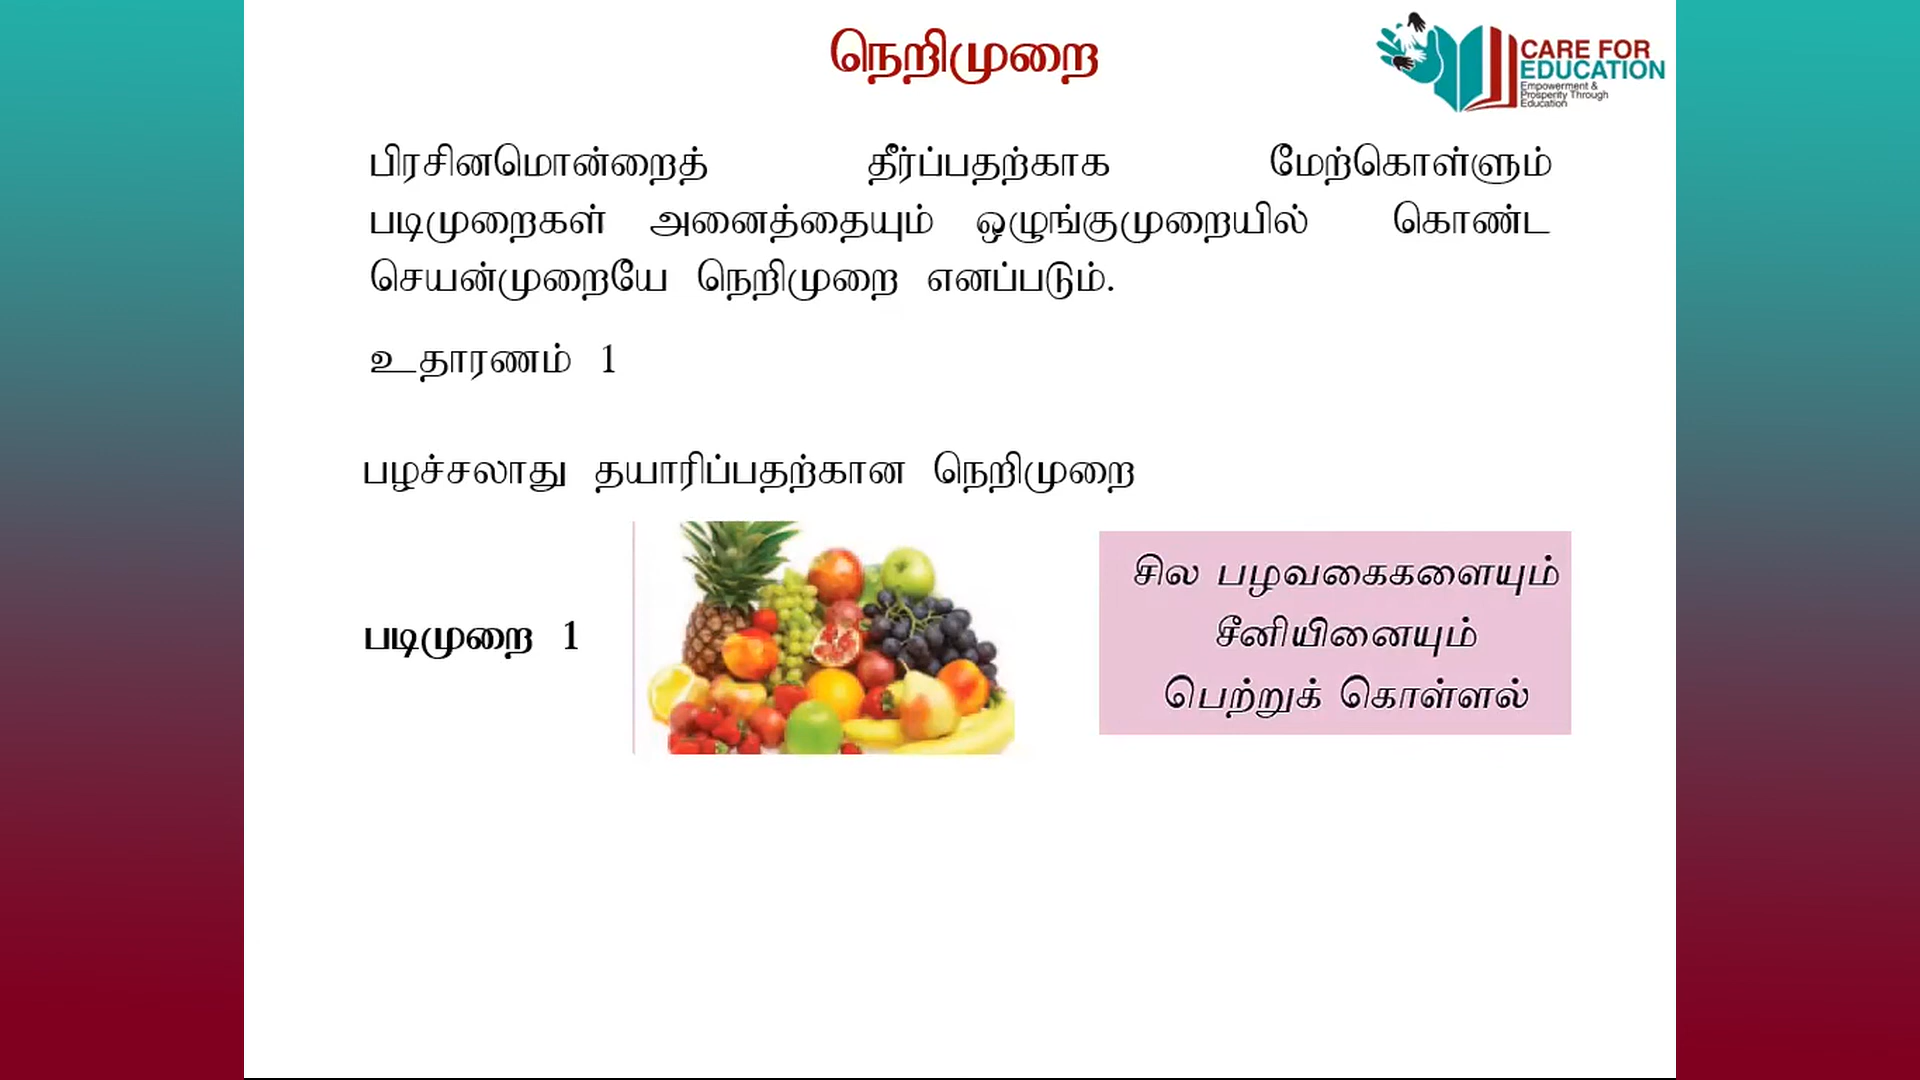 நெறிமுறை
CARE FOR
EDUCATION
Empowerment &
Prosperity Through
Education
பிரசினமொன்றைத் தீர்ப்பதற்காக மேற்கொள்ளும்
படிமுறைகள் அனைத்தையும் ஒழுங்குமுறையில் கொண்ட
செயன்முறையே நெறிமுறை எனப்படும்.
உதாரணம் 1
பழச்சலாது தயாரிப்பதற்கான நெறிமுறை
படிமுறை 1
சில பழவகைகளையும்
சீனியினையும்
பெற்றுக் கொள்ளல்